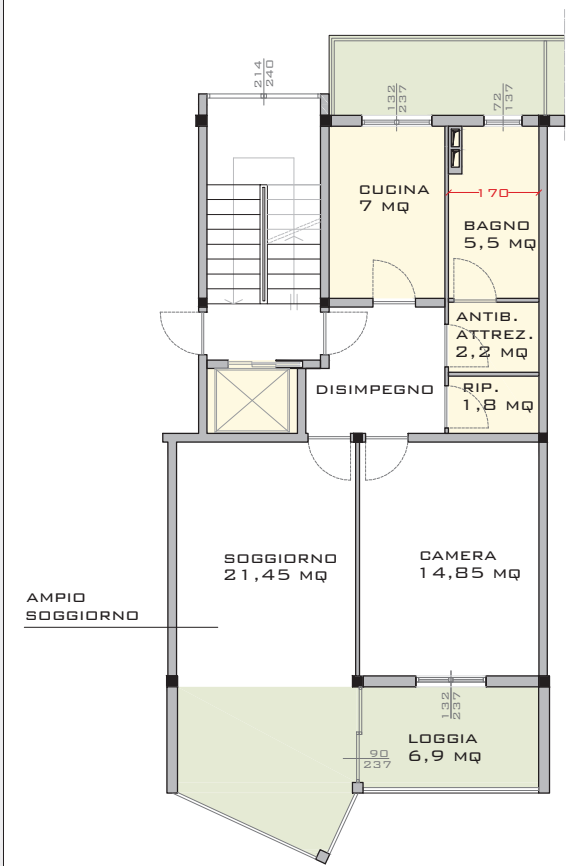 214
240
132
237
72
137
CUCINA
7 MQ
170
BAGNO
5,5 MQ
ANTIB.
ATTREZ.
2,2 MQ
DISIMPEGNO
RIP.
1,8 MQ
SOGGIORNO
21,45 MQ
CAMERA
14,85 MQ
AMPIO
SOGGIORNO
132
237
LOGGIA
6,9 MQ
90
237